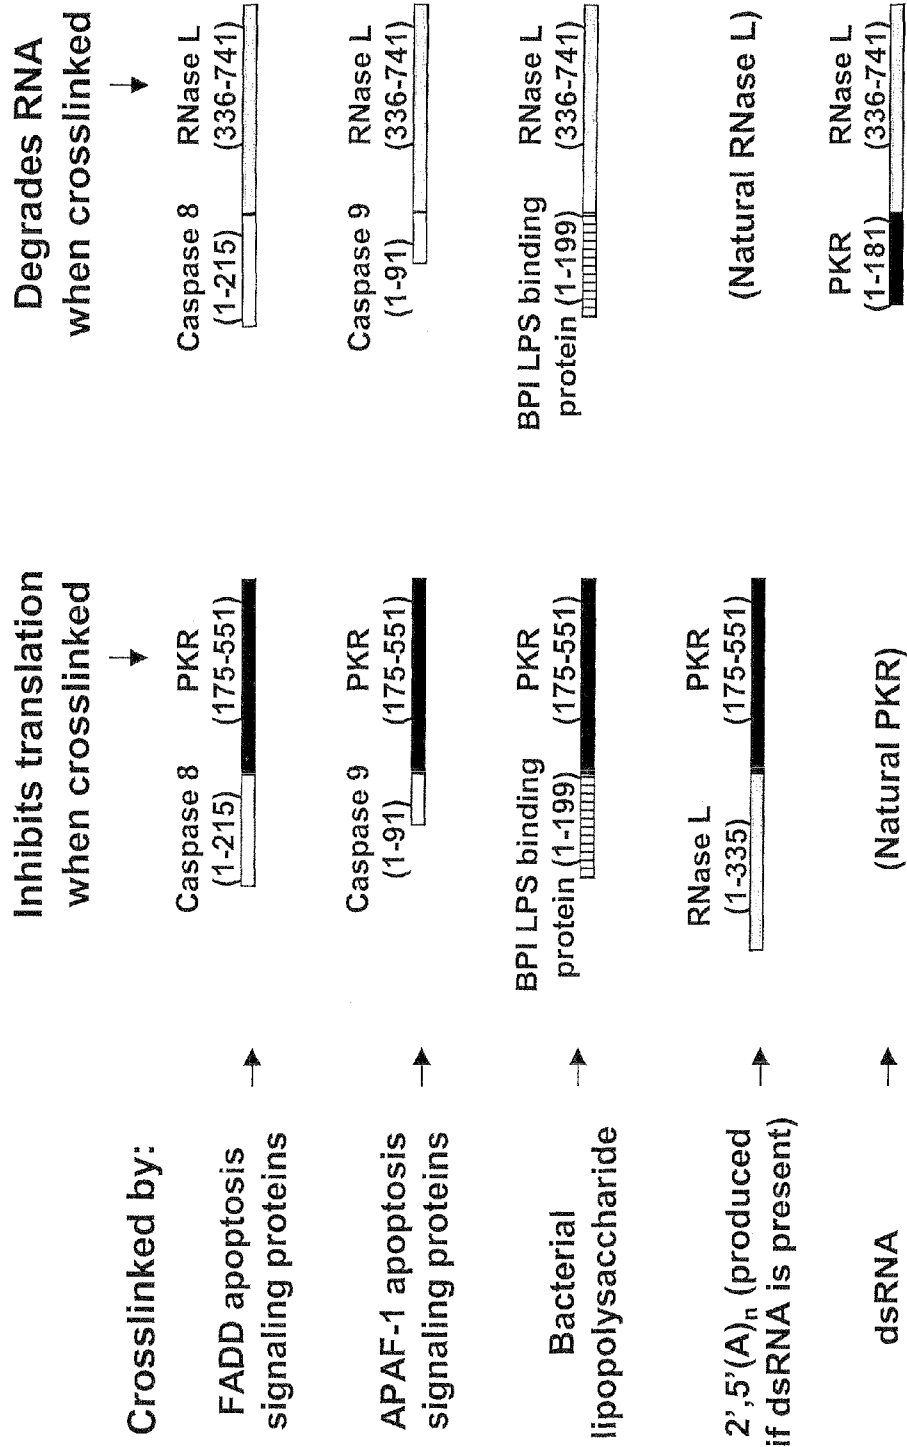 Inhibits translation
when crosslinked
Degrades RNA
when crosslinked
Crosslinked by:
FADD apoptosis
signaling proteins
Caspase 8
(1-215)
PKR
(175-551)
Caspase 8
(1-215)
RNase L
(336-741)
APAF-1 apoptosis
signaling proteins
Caspase 9
(1-91)
PKR
(175-551)
Caspase 9
(1-91)
RNase L
(336-741)
Bacterial
lipopolysaccharide
BPI LPS binding
protein (1-199)
PKR
(175-551)
BPI LPS binding
protein (1-199)
RNase L
(336-741)
2',5'(A)n (produced
if dsRNA is present)
RNase L
(1-335)
PKR
(175-551)
(Natural RNase L)
dsRNA
(Natural PKR)
PKR
(1-181)
RNase L
(336-741)